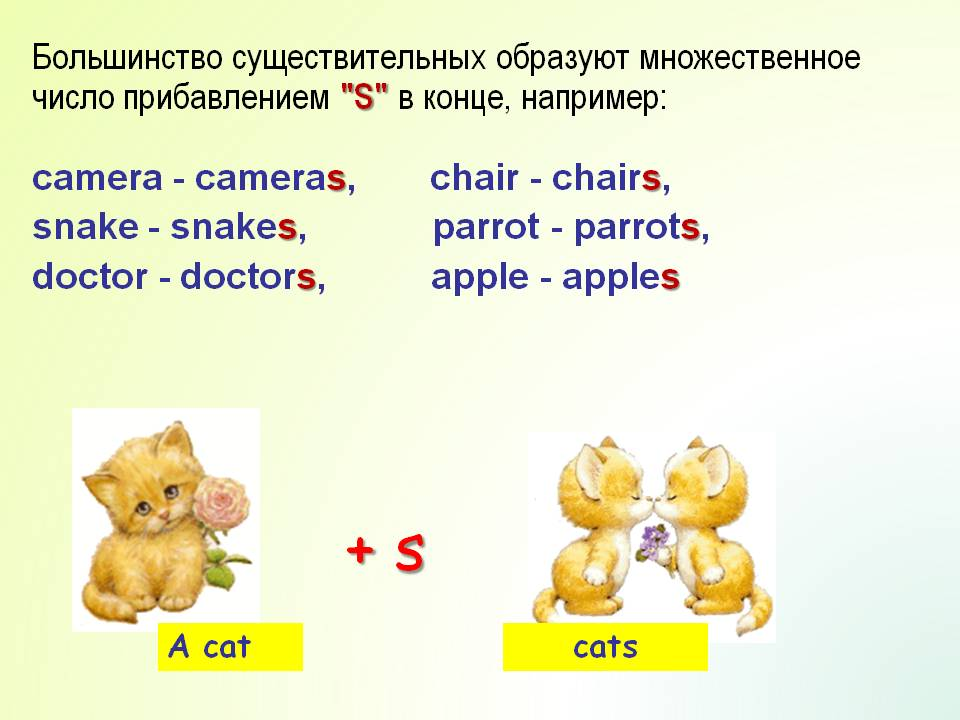 Большинство существительных образуют множественное
число прибавлением "S" в конце, например:
camera - cameras, chair - chairs,
snake - snakes, parrot - parrots,
doctor - doctors, apple - apples
+ s
A cat
cats